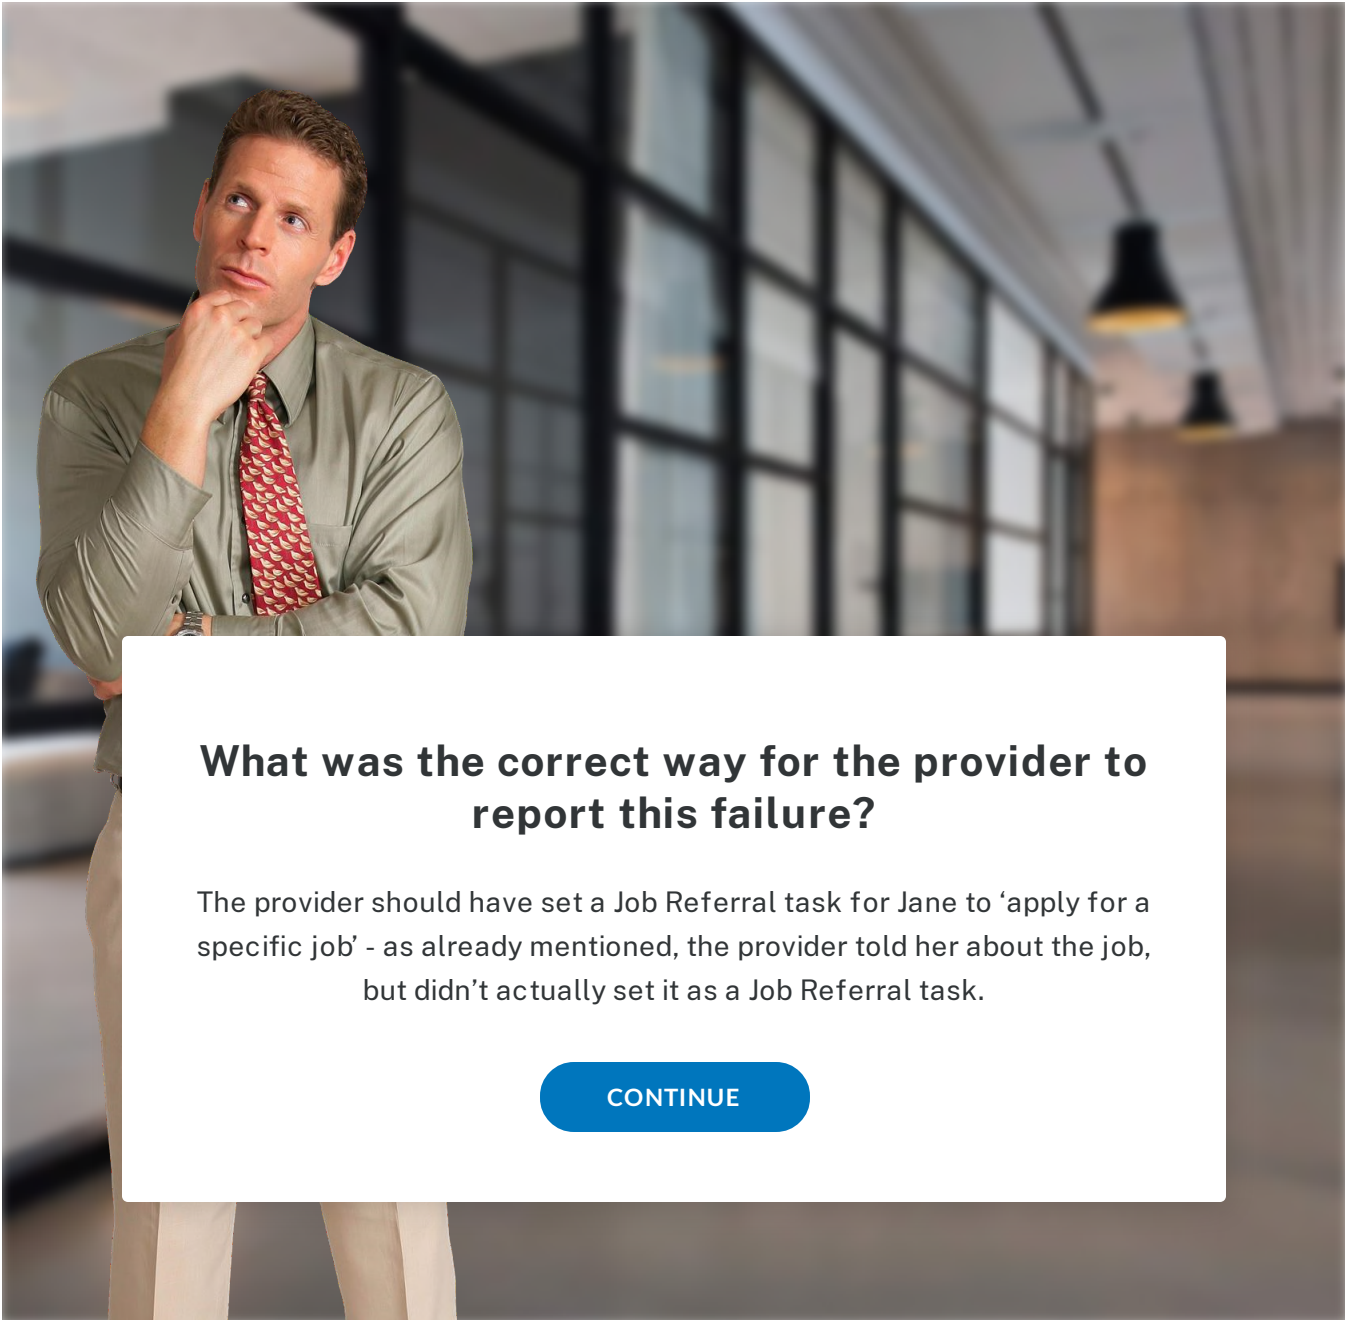 What was the correct way for the provider to
report this failure?
The provider should have set a Job Referral task for Jane to ‘apply for a
specific job’ - as already mentioned, the provider told her about the job,
but didn’t actually set it as a Job Referral task.
CONTINUE